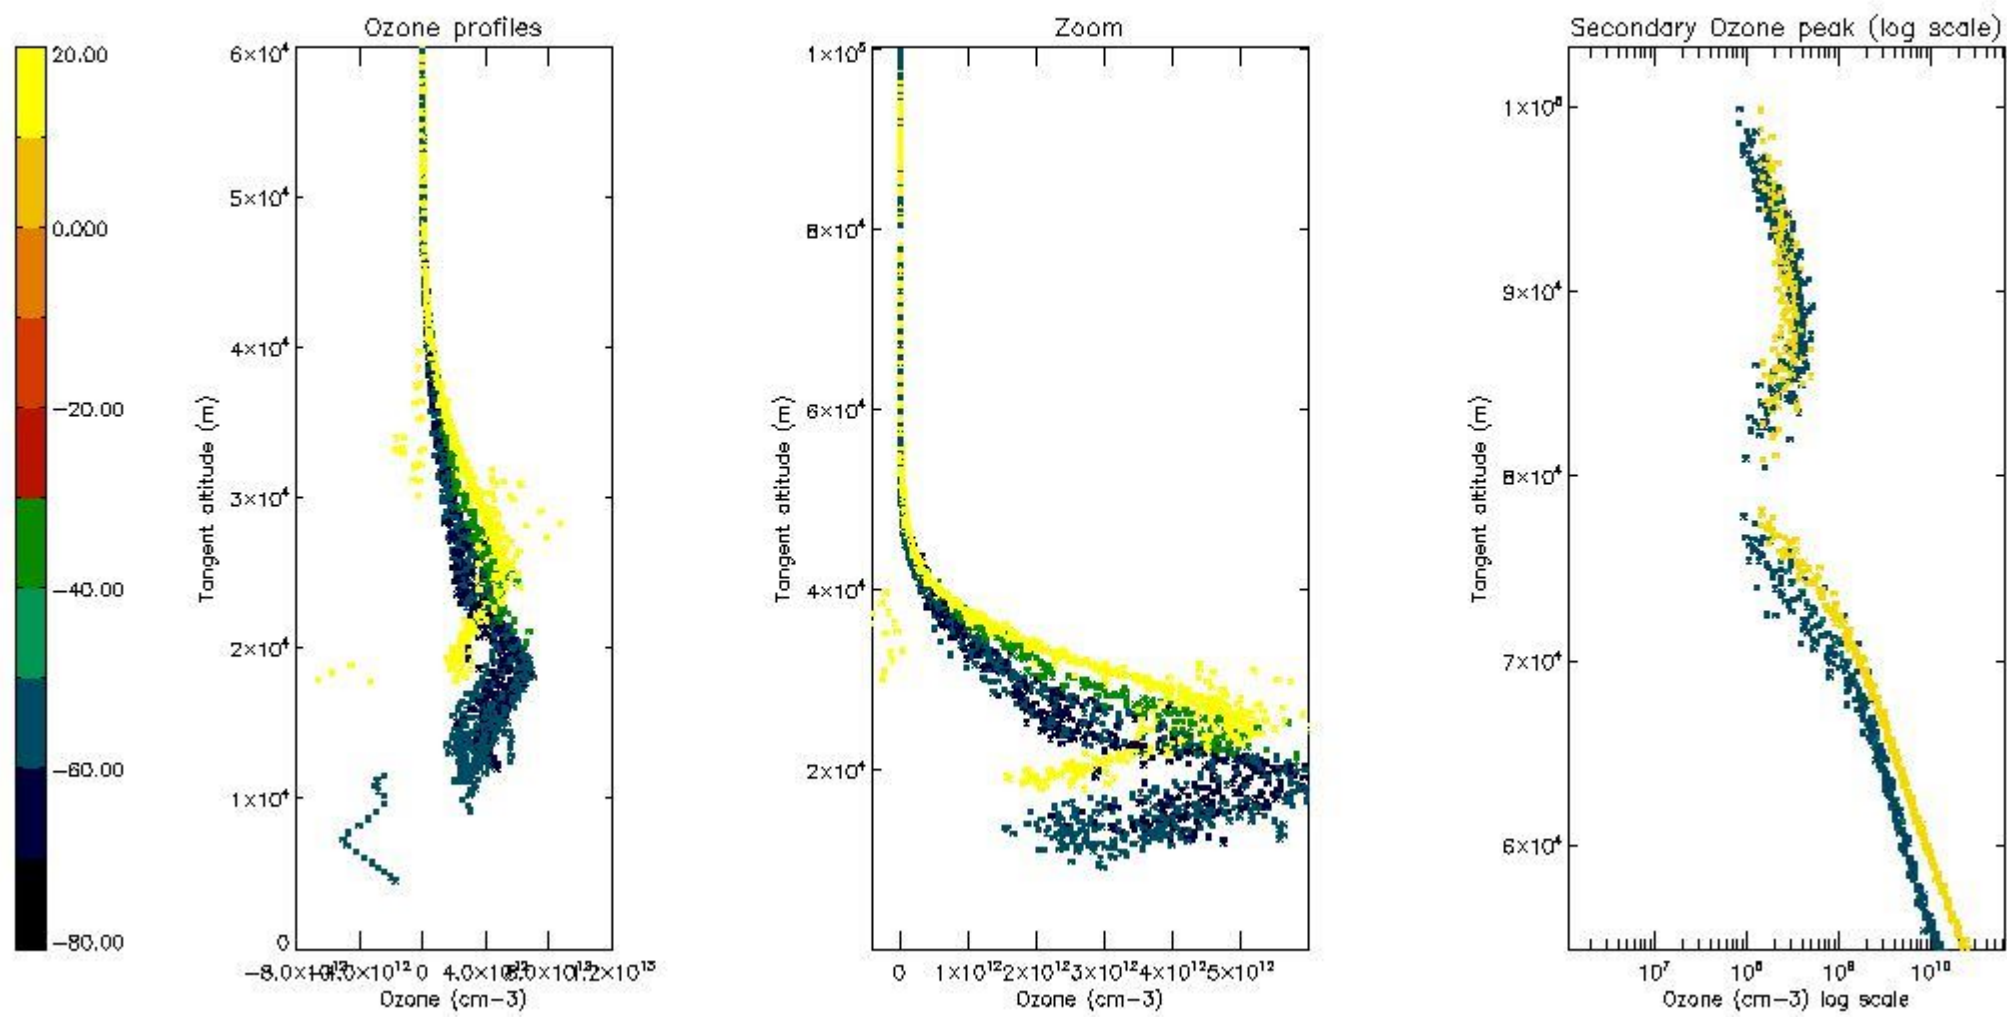 Ozone profiles
Zoom
Secondary Ozone peak (log scale)
20.00
0.000
−20.00
−40.00
−60.00
−80.00
6×10⁴
5×10⁴
4×10⁴
3×10⁴
2×10⁴
1×10⁴
0
Tangent altitude (m)
0
1.2×10¹³
Ozone (cm−3)
1×10⁵
8×10⁴
6×10⁴
4×10⁴
2×10⁴
Tangent altitude (m)
0 1×10¹² 2×10¹² 3×10¹² 4×10¹² 5×10¹²
Ozone (cm−3)
1×10⁵
9×10⁴
8×10⁴
7×10⁴
6×10⁴
Tangent altitude (m)
10⁷ 10⁸ 10⁹ 10¹⁰
Ozone (cm−3) log scale